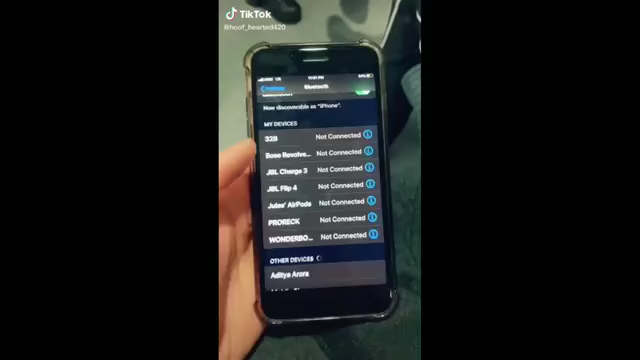 TikTok
@hoof_hearted420
Bluetooth
Now discoverable as "iPhone".
MY DEVICES
Not Connected
Bose Revolve... Not Connected
JBL Charge 3 Not Connected
JBL Flip 4 Not Connected
Jules' AirPods Not Connected
PRORECK Not Connected
WONDERBO... Not Connected
OTHER DEVICES
Aditya Arora